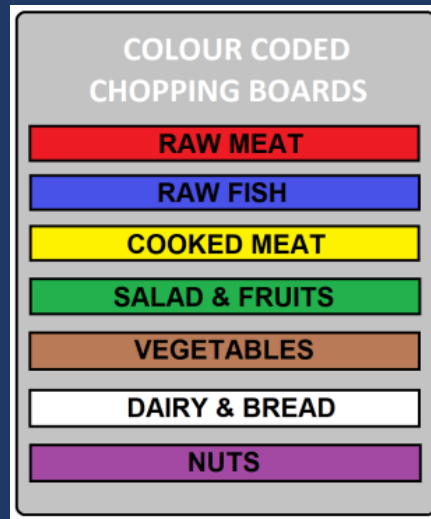 COLOUR CODED
CHOPPING BOARDS
RAW MEAT
RAW FISH
COOKED MEAT
SALAD & FRUITS
VEGETABLES
DAIRY & BREAD
NUTS